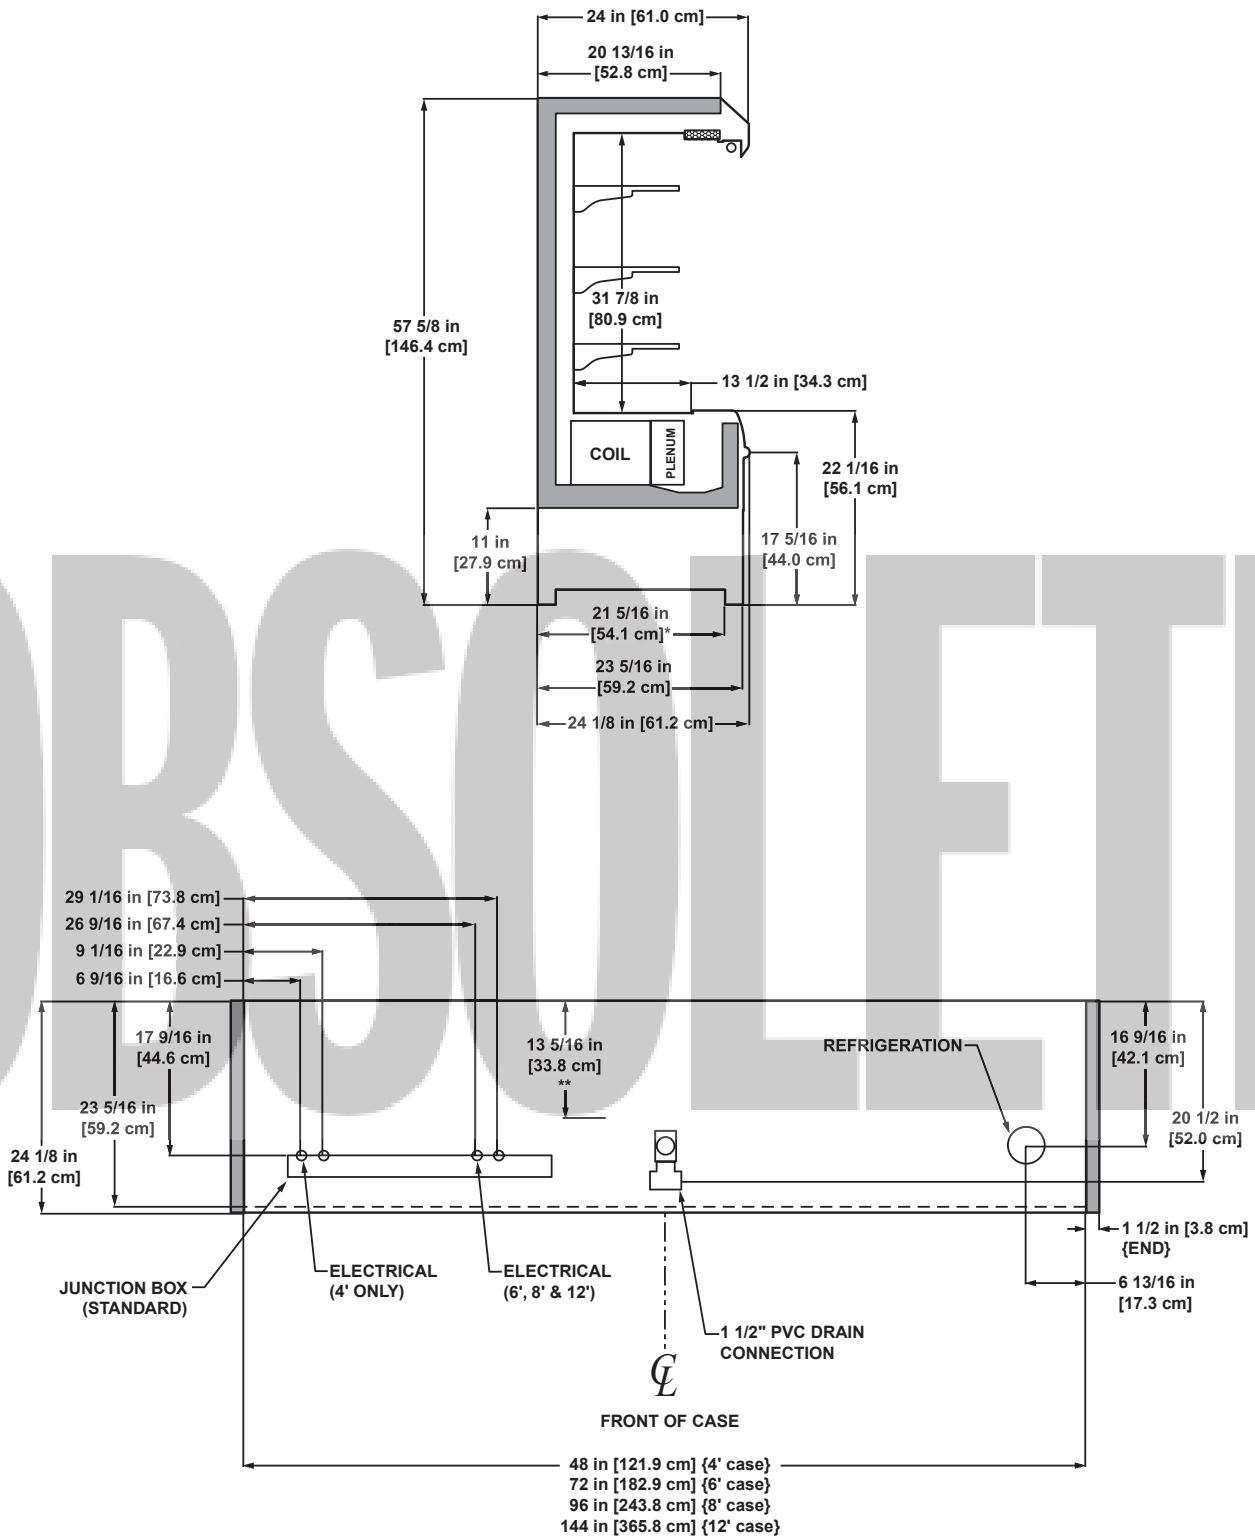 24 in [61.0 cm]
20 13/16 in
[52.8 cm]
31 7/8 in
[80.9 cm]
57 5/8 in
[146.4 cm]
13 1/2 in [34.3 cm]
COIL
PLENUM
22 1/16 in
[56.1 cm]
11 in
[27.9 cm]
17 5/16 in
[44.0 cm]
OBSOLETE
21 5/16 in
[54.1 cm]*
23 5/16 in
[59.2 cm]
24 1/8 in [61.2 cm]
29 1/16 in [73.8 cm]
26 9/16 in [67.4 cm]
9 1/16 in [22.9 cm]
6 9/16 in [16.6 cm]
17 9/16 in
[44.6 cm]
13 5/16 in
[33.8 cm]
**
REFRIGERATION
16 9/16 in
[42.1 cm]
23 5/16 in
[59.2 cm]
20 1/2 in
[52.0 cm]
24 1/8 in
[61.2 cm]
1 1/2 in [3.8 cm]
{END}
JUNCTION BOX
(STANDARD)
ELECTRICAL
(4' ONLY)
ELECTRICAL
(6', 8' & 12')
6 13/16 in
[17.3 cm]
1 1/2" PVC DRAIN
CONNECTION
CL
FRONT OF CASE
48 in [121.9 cm] {4' case}
72 in [182.9 cm] {6' case}
96 in [243.8 cm] {8' case}
144 in [365.8 cm] {12' case}